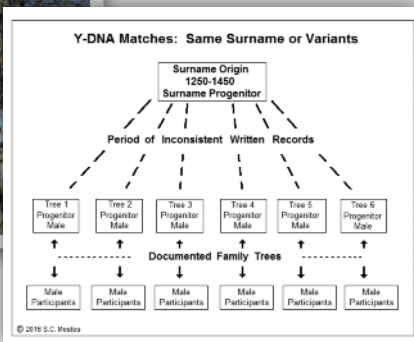 Y-DNA Matches: Same Surname or Variants
Surname Origin
1250-1450
Surname Progenitor
Period of Inconsistent Written Records
Tree 1 Progenitor Male
Tree 2 Progenitor Male
Tree 3 Progenitor Male
Tree 4 Progenitor Male
Tree 5 Progenitor Male
Tree 6 Progenitor Male
Documented Family Trees
Male Participants
Male Participants
Male Participants
Male Participants
Male Participants
Male Participants
© 2016 S.C. Meates